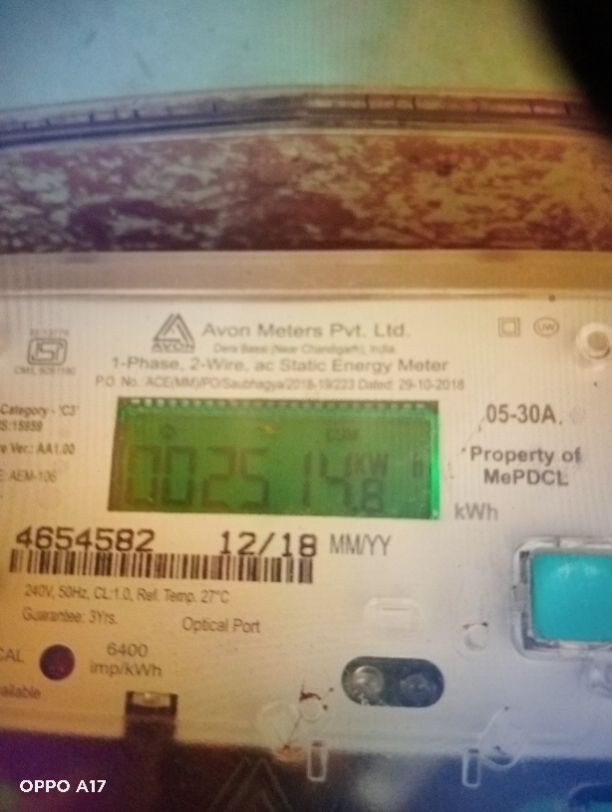 Avon Meters Pvt. Ltd.
AVON
Dera Bassi (Near Chandigarh), India
1-Phase, 2-Wire, ac Static Energy Meter
P.O. No. ACE(MM)/PO/Saubhagya/2018-19/223 Dated: 29-10-2018
Category - 'C3'
IS:15959
05-30A
Ver.: AA1.00
AEM-106
CUM
002514.8
Property of
MePDCL
kWh
4654582 12/18 MM/YY
240V, 50Hz, CL:1.0, Ref. Temp. 27°C
Guarantee: 3Yrs.
Optical Port
CAL
6400
imp/kWh
OPPO A17